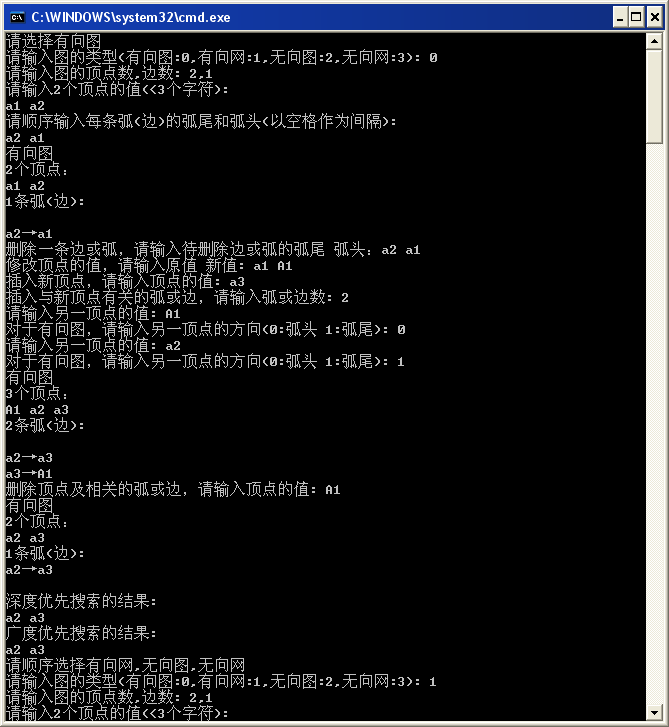 C:\WINDOWS\system32\cmd.exe
请选择有向图
请输入图的类型(有向图:0,有向网:1,无向图:2,无向网:3): 0
请输入图的顶点数,边数: 2,1
请输入2个顶点的值(<3个字符):
a1 a2
请顺序输入每条弧(边)的弧尾和弧头(以空格作为间隔):
a2 a1
有向图
2个顶点：
a1 a2
1条弧(边):
a2→a1
删除一条边或弧，请输入待删除边或弧的弧尾 弧头：a2 a1
修改顶点的值，请输入原值 新值: a1 A1
插入新顶点，请输入顶点的值: a3
插入与新顶点有关的弧或边，请输入弧或边数: 2
请输入另一顶点的值: A1
对于有向图，请输入另一顶点的方向(0:弧头 1:弧尾): 0
请输入另一顶点的值: a2
对于有向图，请输入另一顶点的方向(0:弧头 1:弧尾): 1
有向图
3个顶点：
A1 a2 a3
2条弧(边):
a2→a3
a3→A1
删除顶点及相关的弧或边，请输入顶点的值: A1
有向图
2个顶点：
a2 a3
1条弧(边):
a2→a3
深度优先搜索的结果:
a2 a3
广度优先搜索的结果:
a2 a3
请顺序选择有向网,无向图,无向网
请输入图的类型(有向图:0,有向网:1,无向图:2,无向网:3): 1
请输入图的顶点数,边数: 2,1
请输入2个顶点的值(<3个字符):